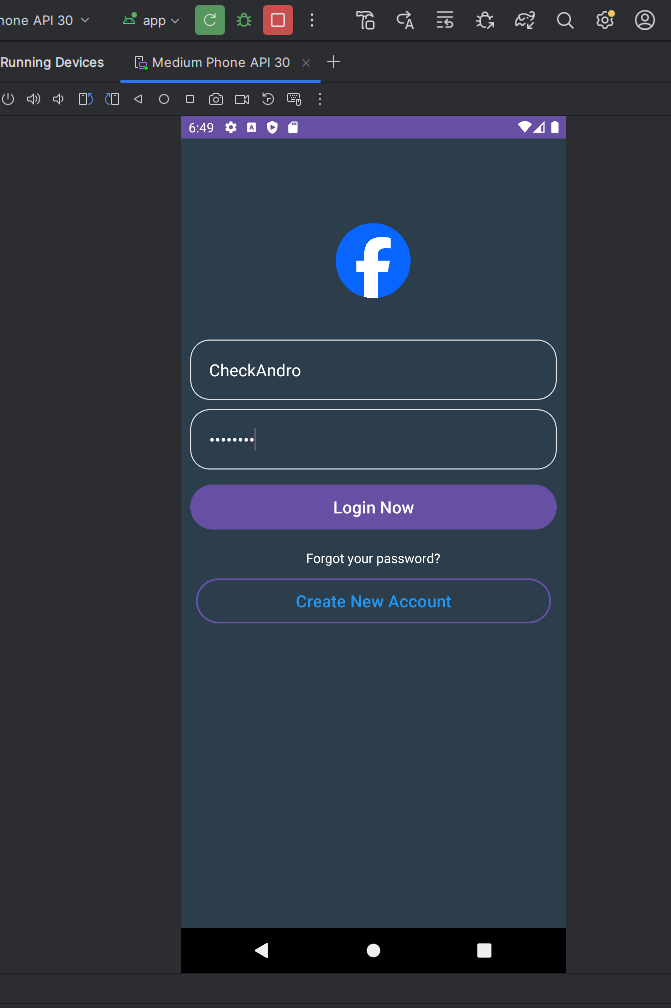 hone API 30 app
Running Devices Medium Phone API 30
6:49
CheckAndro
••••••••
Login Now
Forgot your password?
Create New Account